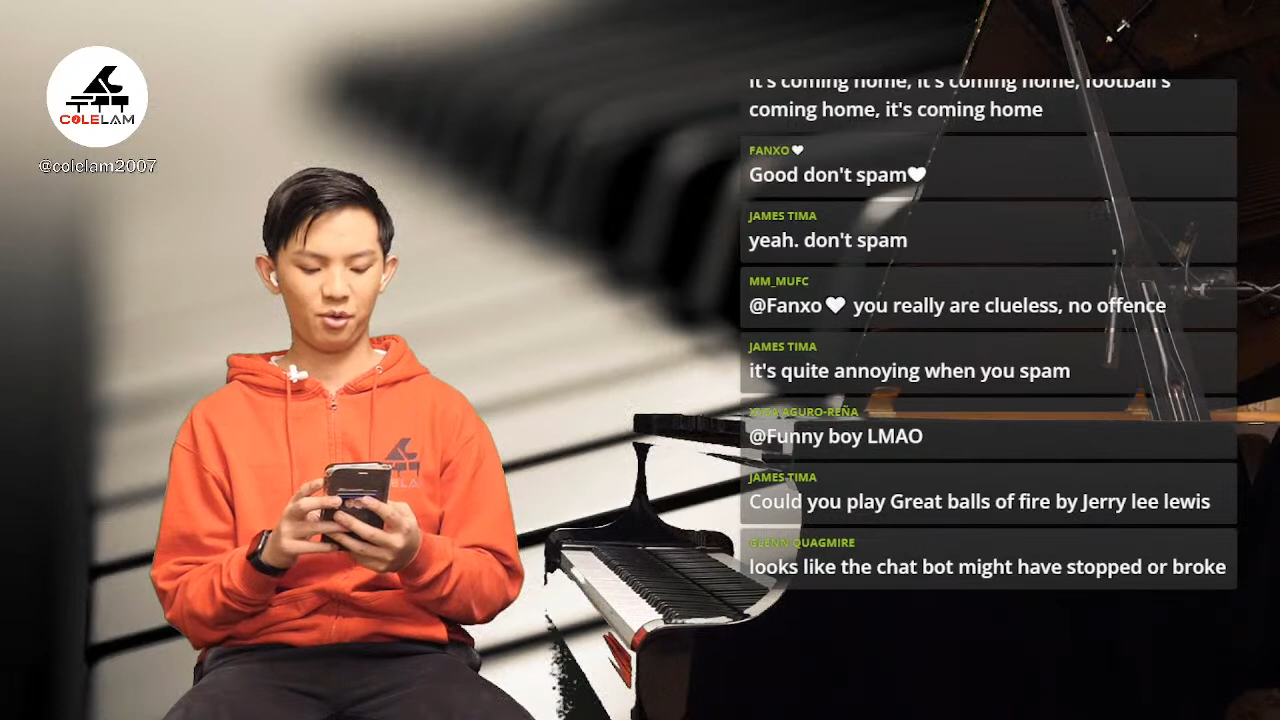 COLELAM
@colelam2007
it's coming home, it's coming home, football's
coming home, it's coming home
FANXO🤍
Good don't spam🤍
JAMES TIMA
yeah. don't spam
MM_MUFC
@Fanxo🤍 you really are clueless, no offence
JAMES TIMA
it's quite annoying when you spam
AGURO-REÑA
@Funny boy LMAO
JAMES TIMA
Could you play Great balls of fire by Jerry lee lewis
GLENN QUAGMIRE
looks like the chat bot might have stopped or broke